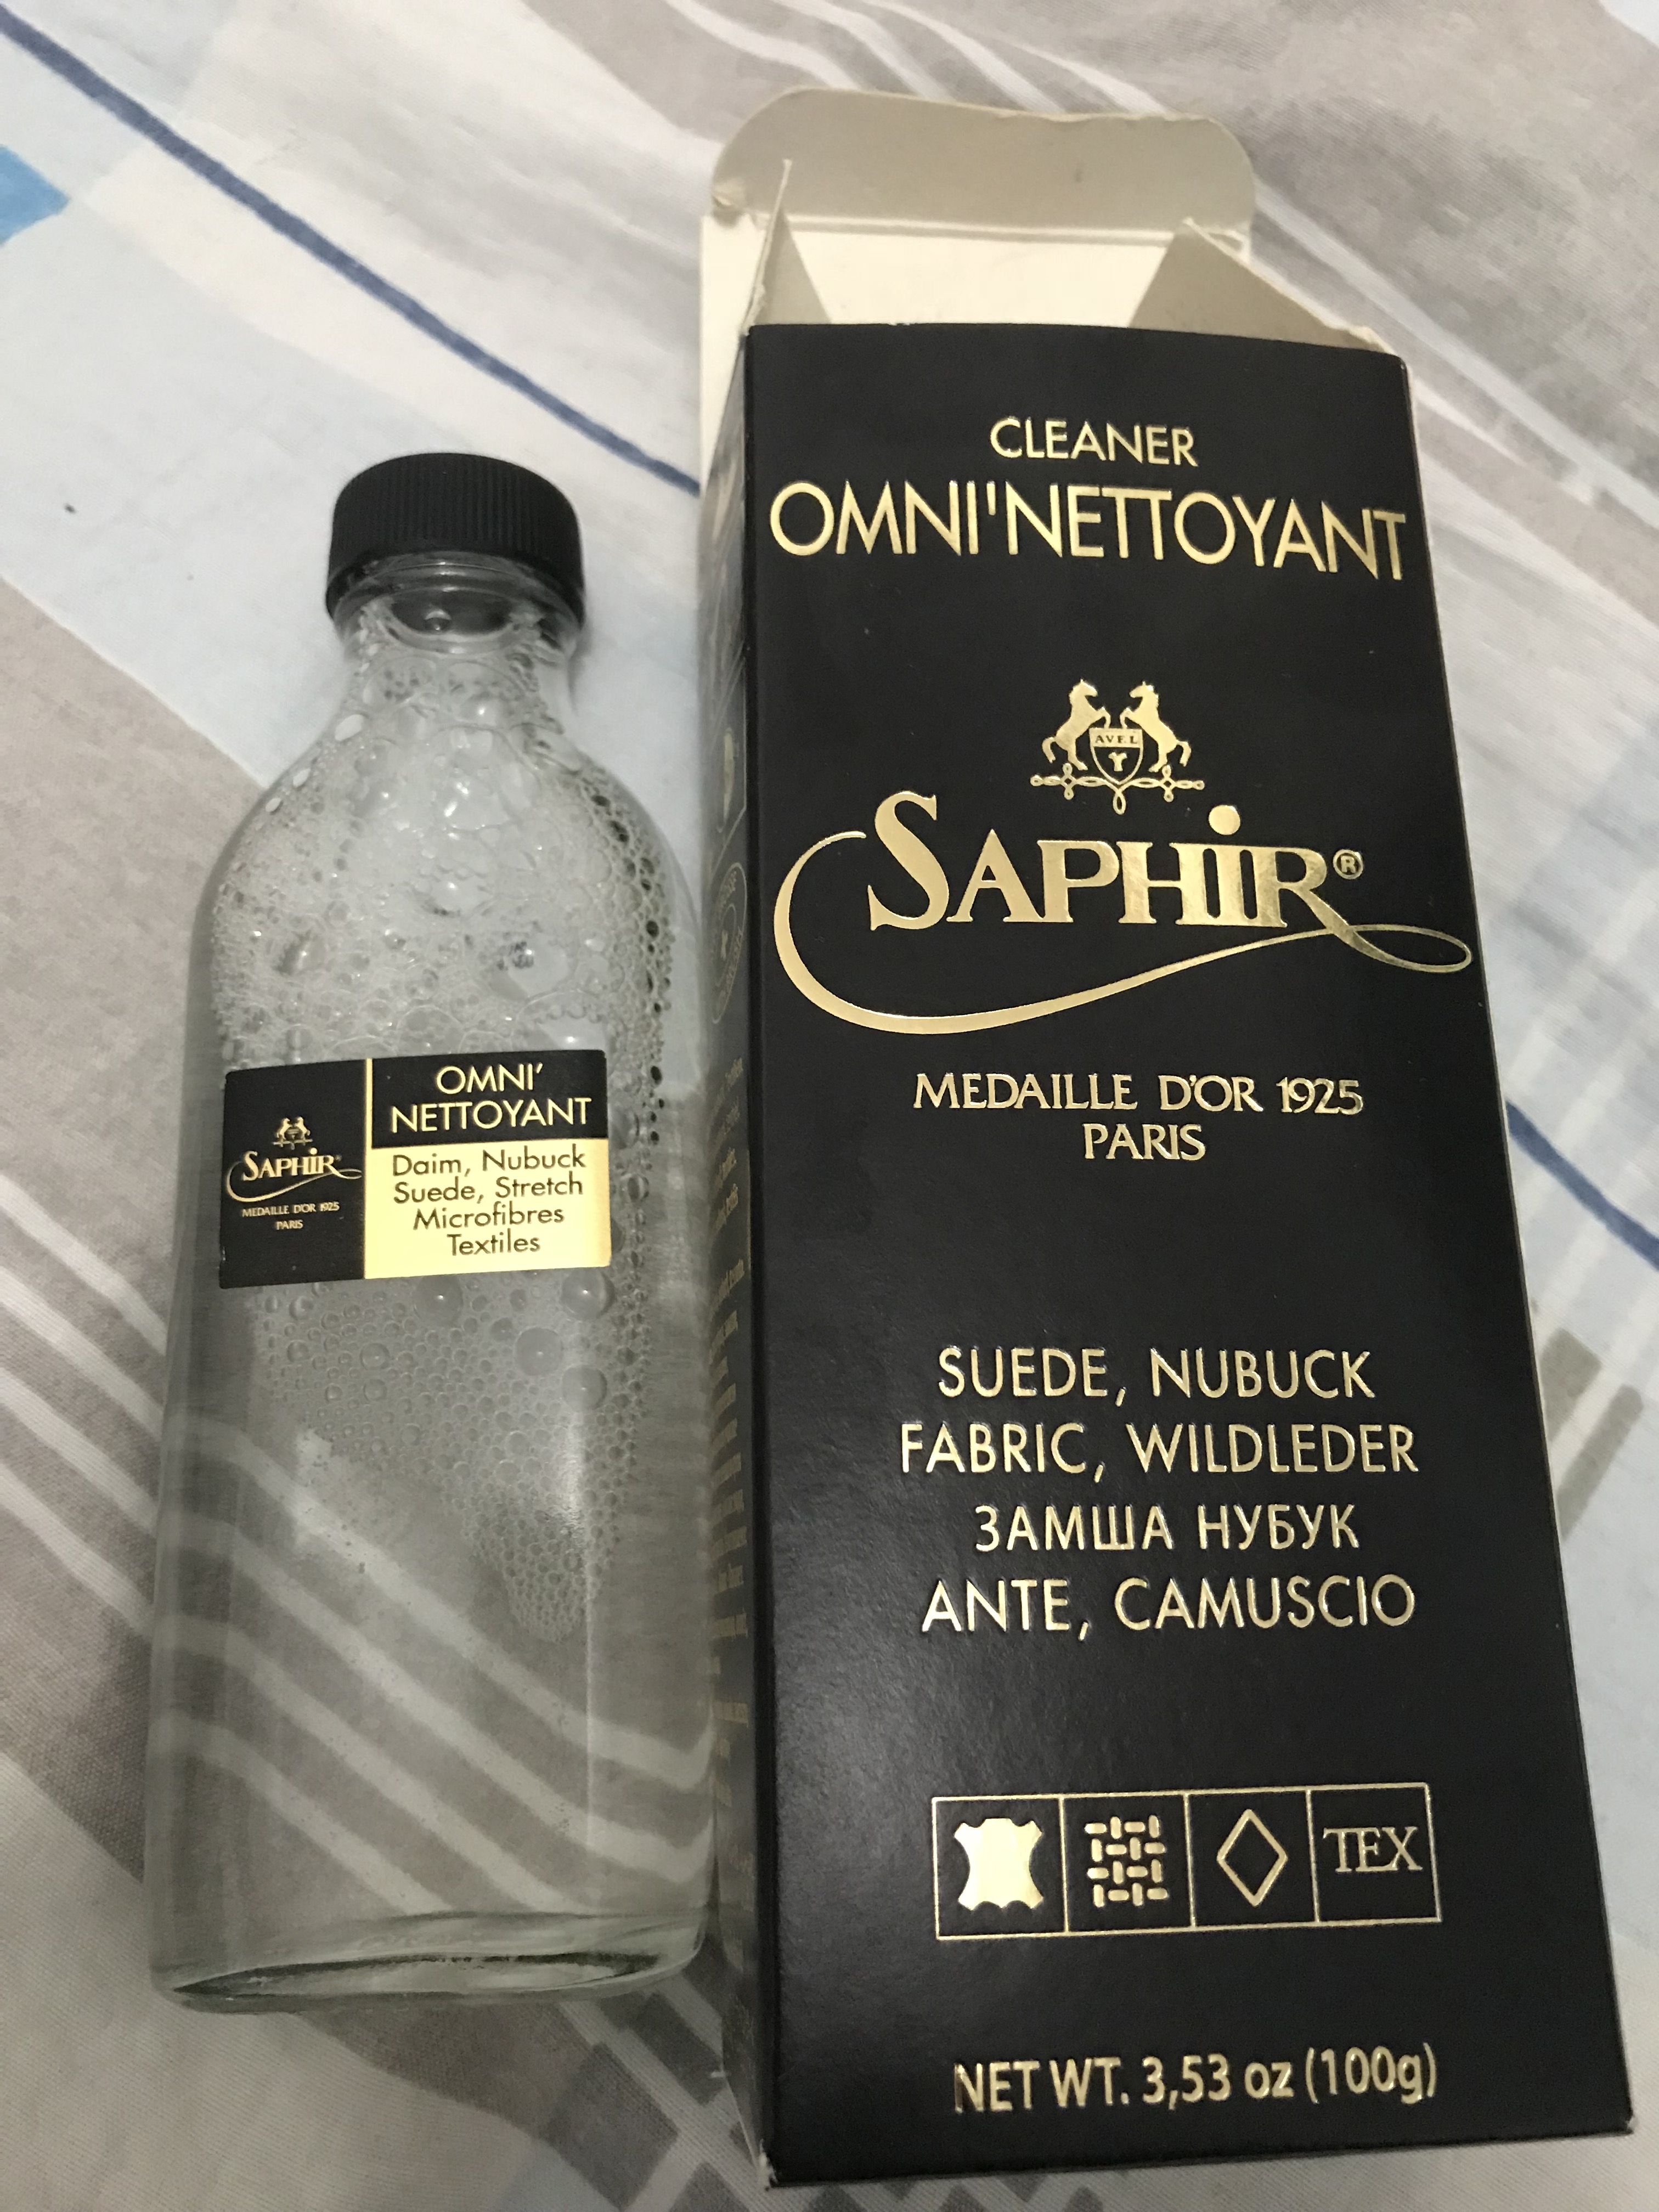 CLEANER
OMNI'NETTOYANT
AVEL
SAPHIR®
MEDAILLE D'OR 1925
PARIS
SUEDE, NUBUCK
FABRIC, WILDLEDER
ЗАМША НУБУК
ANTE, CAMUSCIO
TEX
NET WT. 3,53 oz (100g)
OMNI'
NETTOYANT
SAPHIR
MEDAILLE D'OR 1925
PARIS
Daim, Nubuck
Suede, Stretch
Microfibres
Textiles